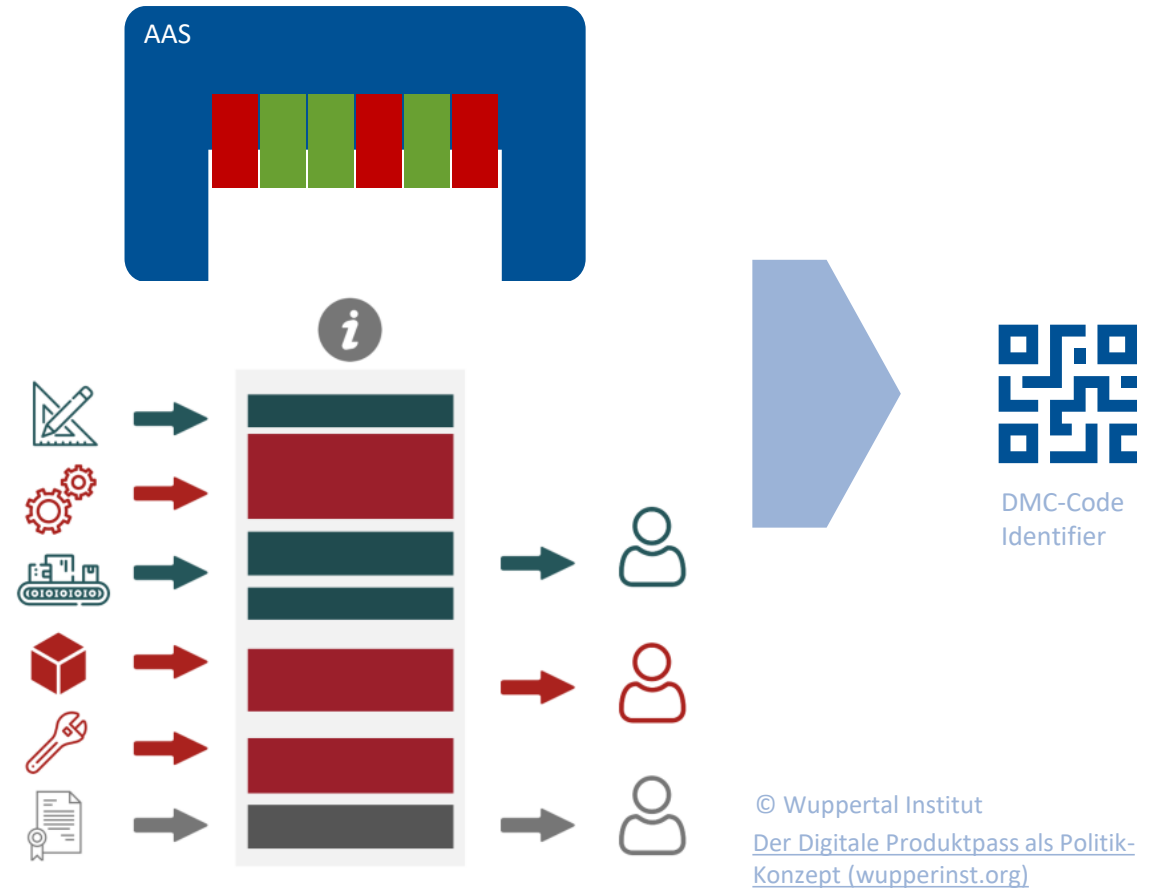 AAS
i
DMC-Code
Identifier
© Wuppertal Institut
Der Digitale Produktpass als Politik-
Konzept (wupperinst.org)